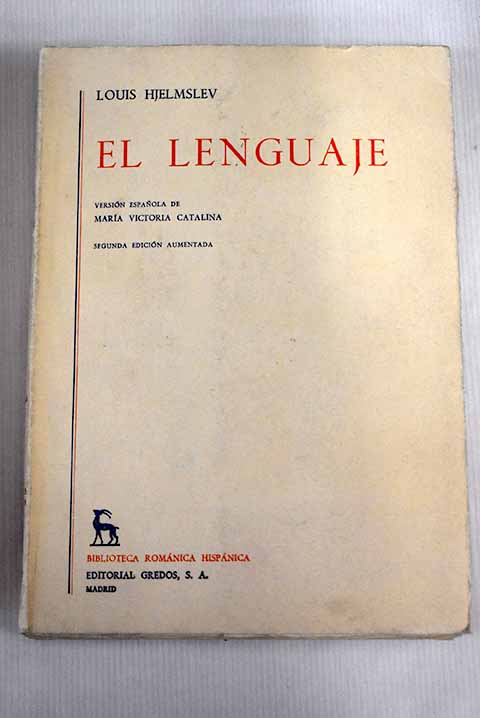 LOUIS HJELMSLEV
EL LENGUAJE
VERSIÓN ESPAÑOLA DE
MARÍA VICTORIA CATALINA
SEGUNDA EDICIÓN AUMENTADA
BIBLIOTECA ROMÁNICA HISPÁNICA
EDITORIAL GREDOS, S. A.
MADRID